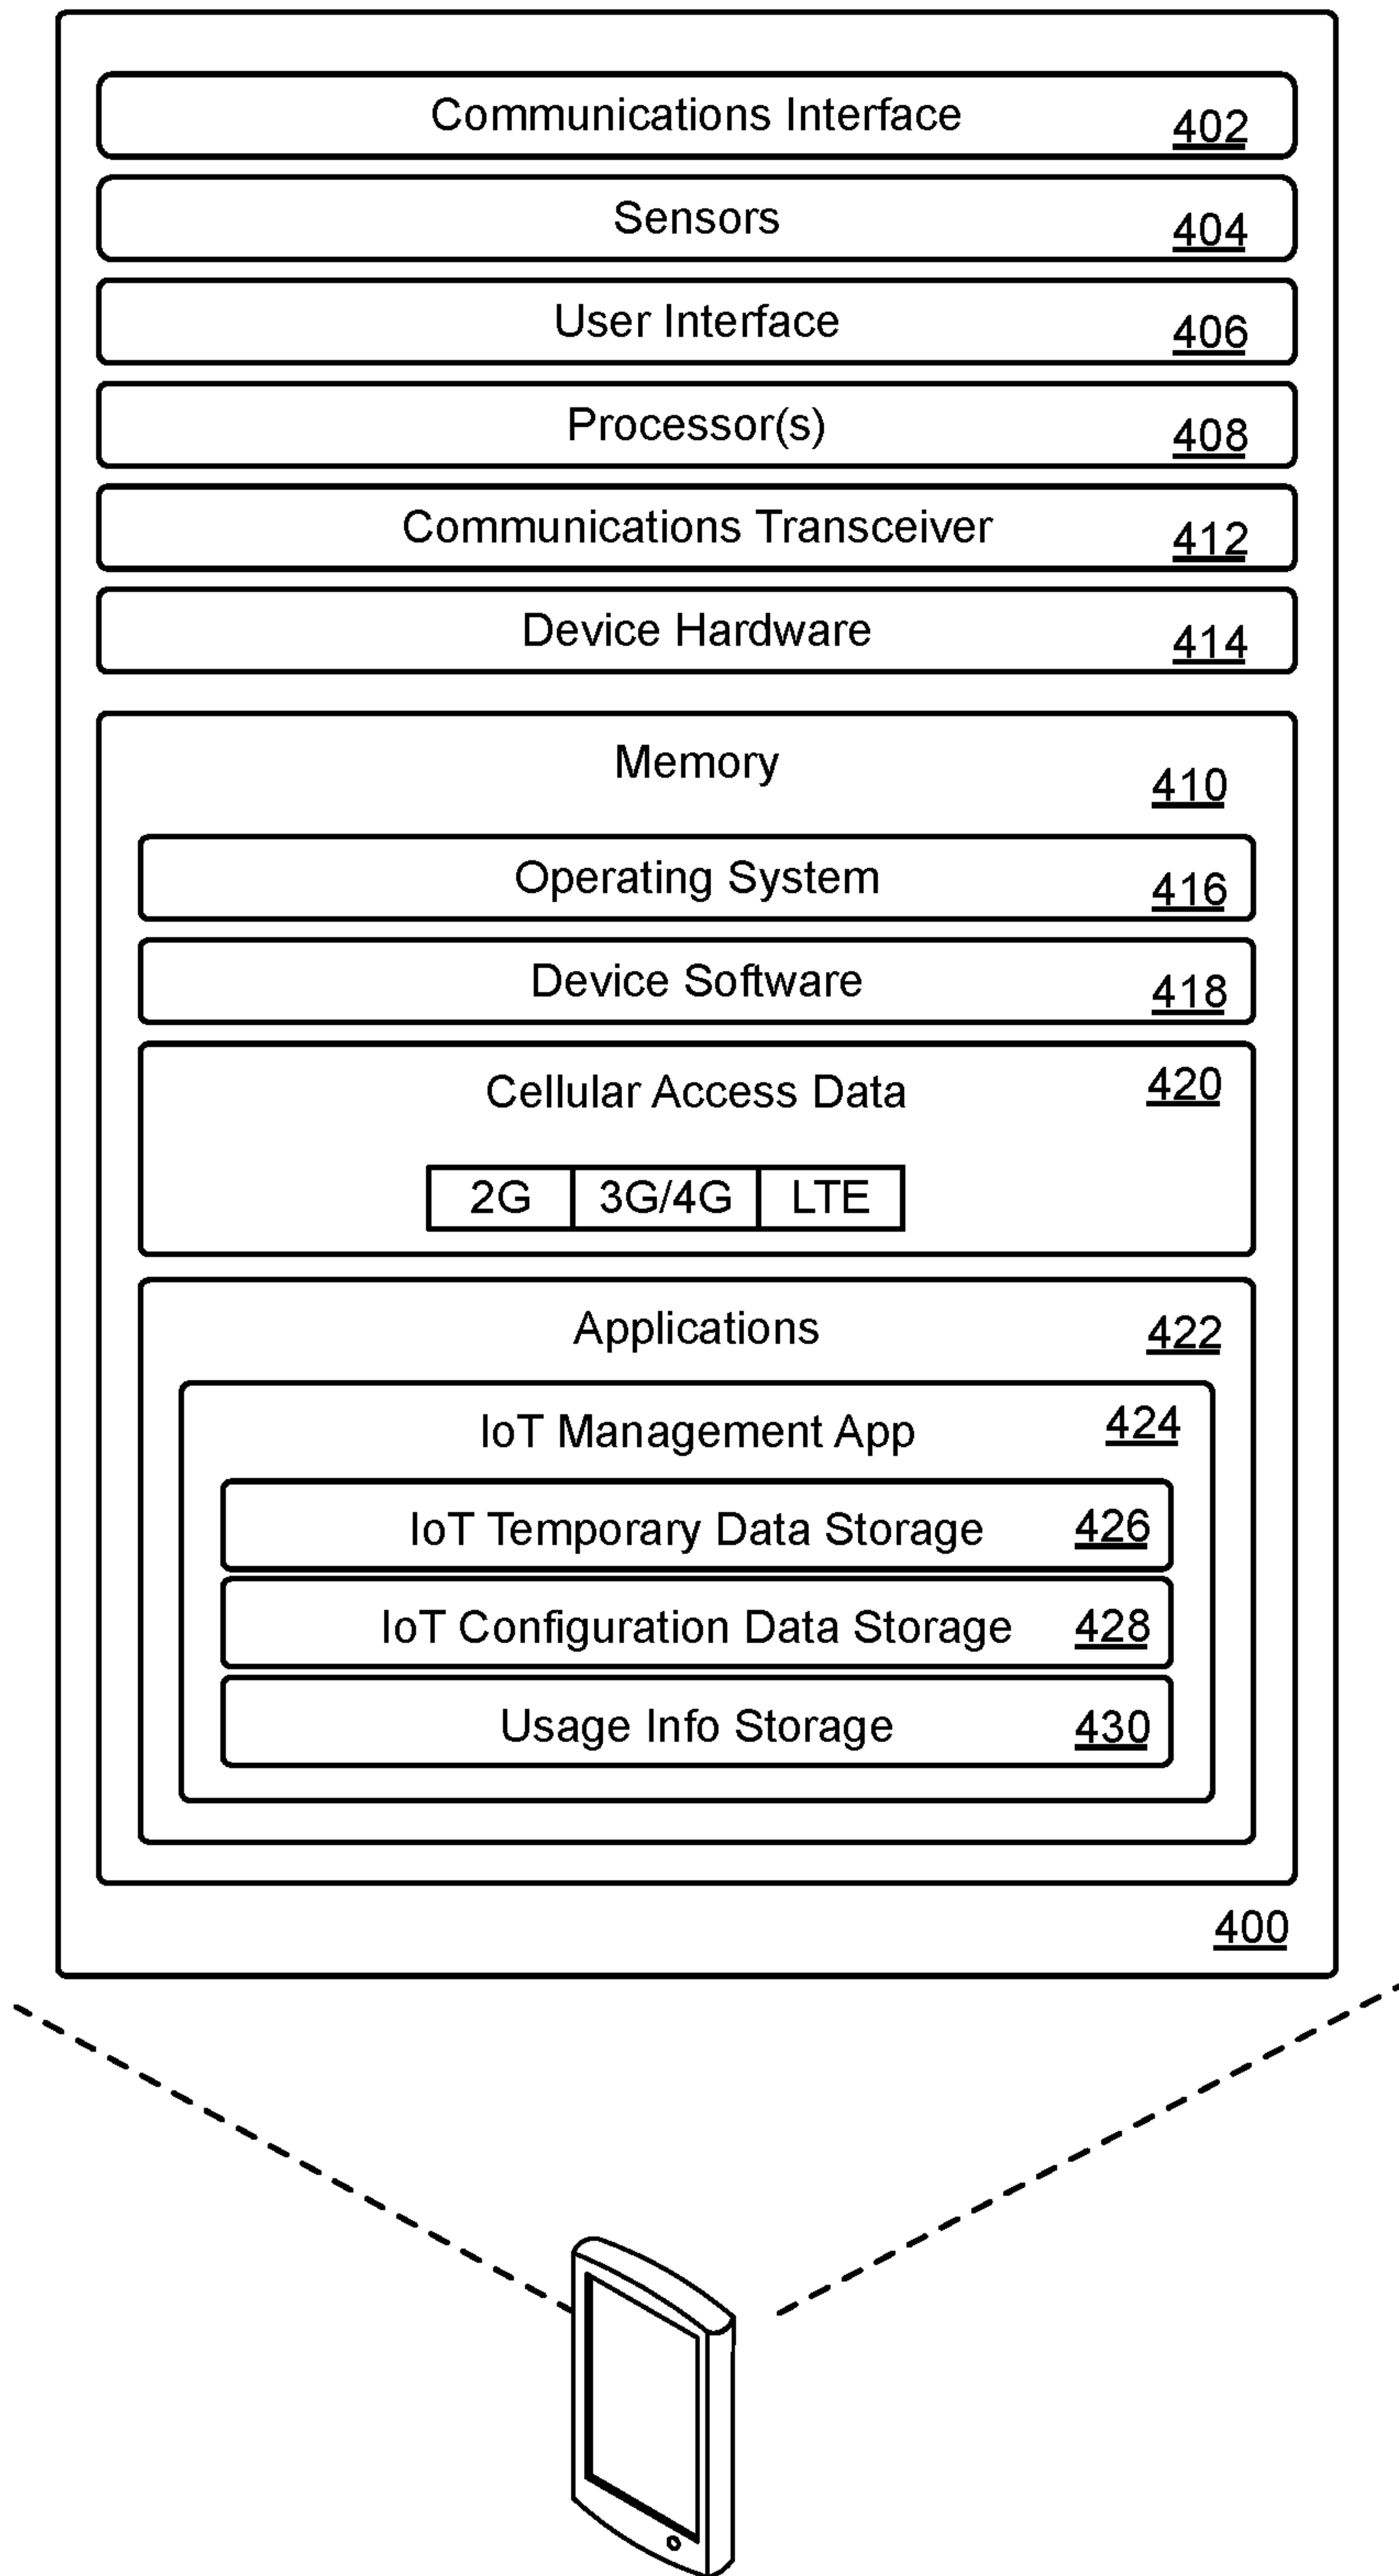 Communications Interface 402
Sensors 404
User Interface 406
Processor(s) 408
Communications Transceiver 412
Device Hardware 414
Memory 410
Operating System 416
Device Software 418
Cellular Access Data 420
2G 3G/4G LTE
Applications 422
IoT Management App 424
IoT Temporary Data Storage 426
IoT Configuration Data Storage 428
Usage Info Storage 430
400